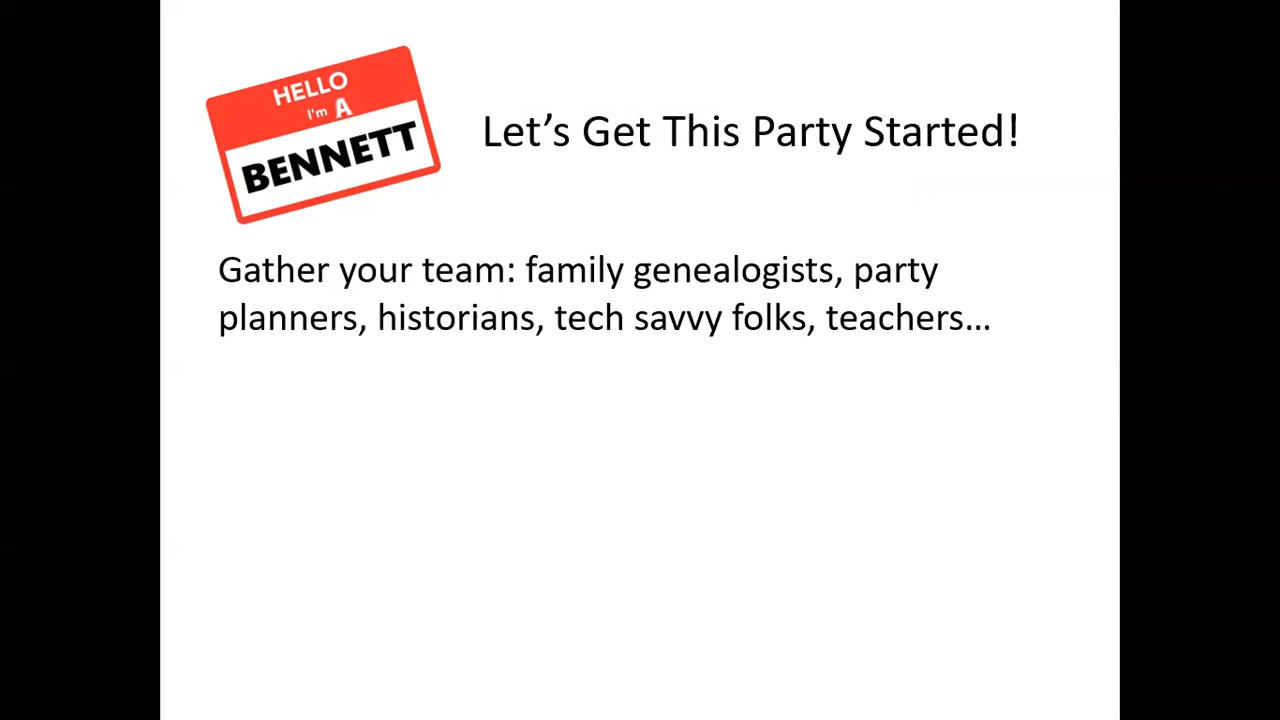 HELLO
I'm A
BENNETT
Let's Get This Party Started!
Gather your team: family genealogists, party
planners, historians, tech savvy folks, teachers…